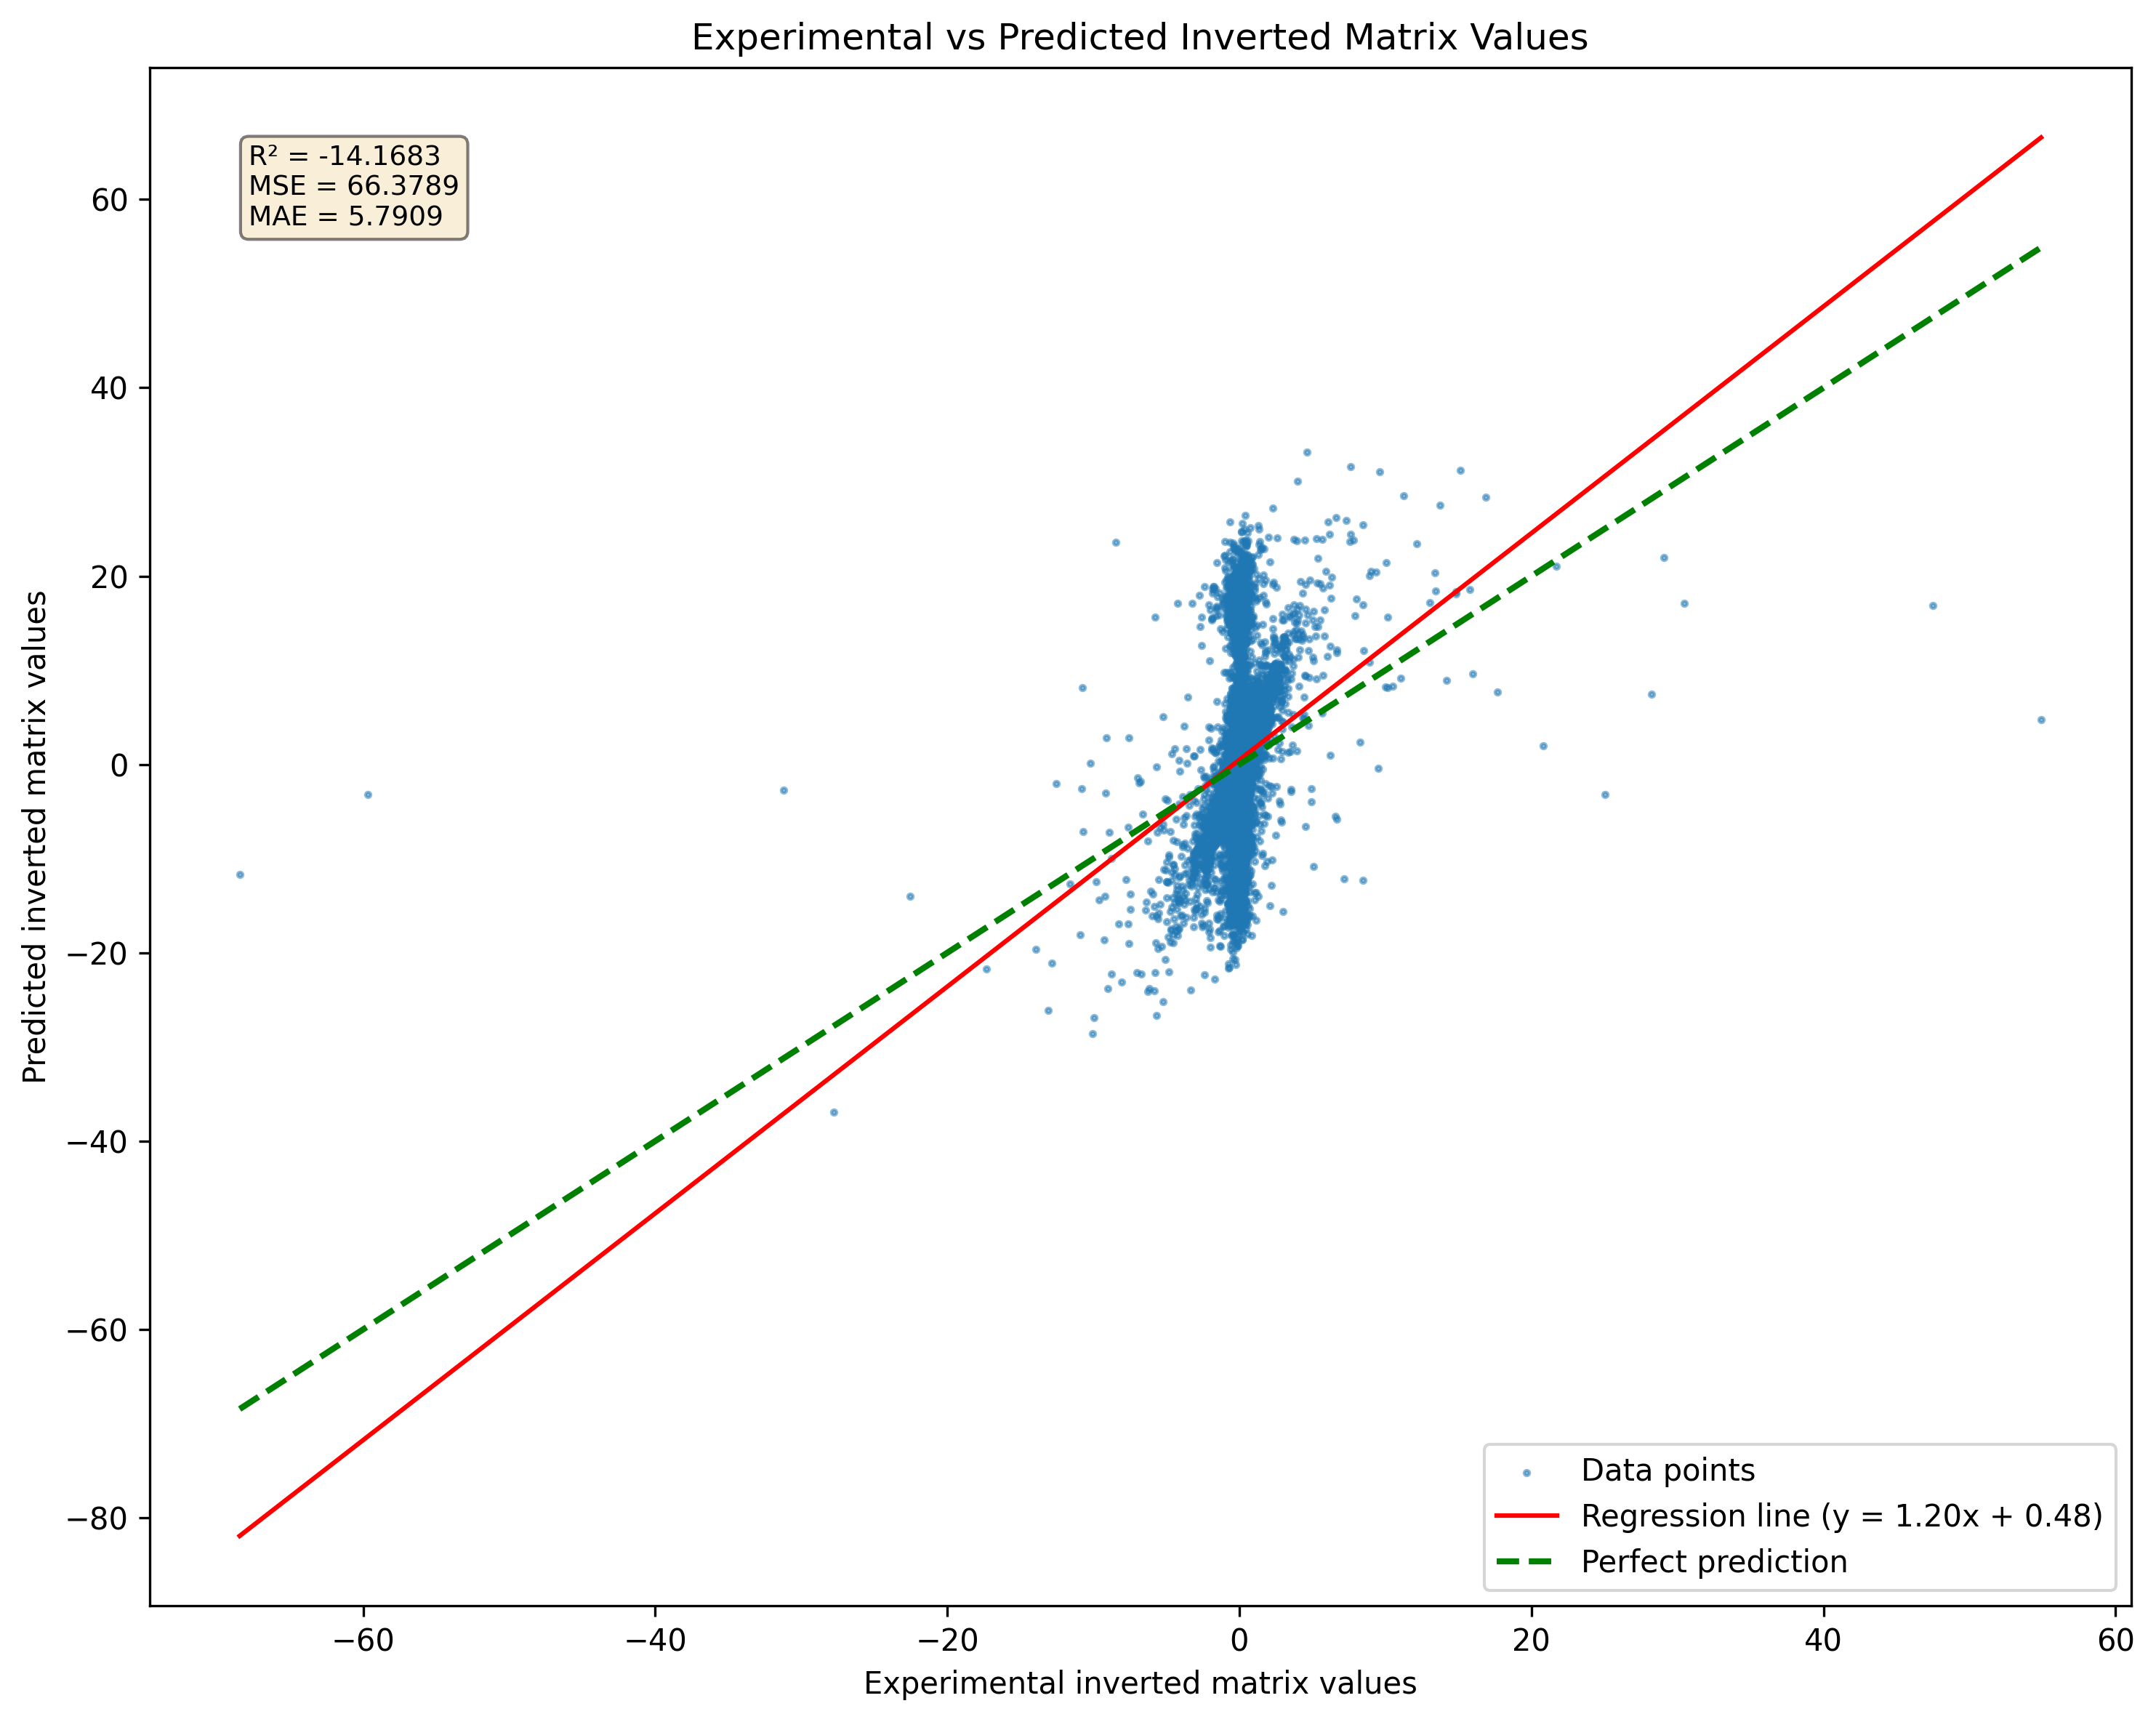 Experimental vs Predicted Inverted Matrix Values
R² = -14.1683
MSE = 66.3789
MAE = 5.7909
Predicted inverted matrix values
60
40
20
0
−20
−40
−60
−80
Data points
Regression line (y = 1.20x + 0.48)
Perfect prediction
−60 −40 −20 0 20 40 60
Experimental inverted matrix values